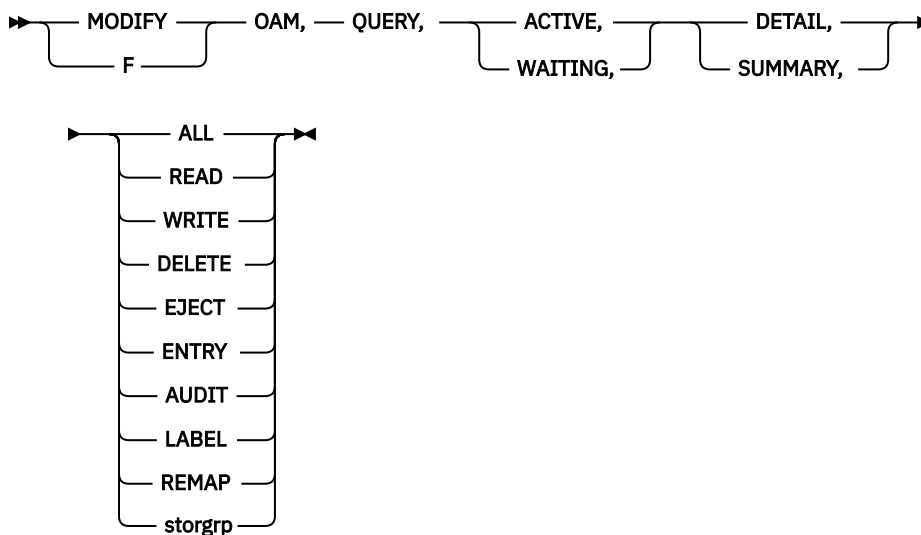 MODIFY OAM, QUERY, ACTIVE, DETAIL,
F WAITING, SUMMARY,
ALL
READ
WRITE
DELETE
EJECT
ENTRY
AUDIT
LABEL
REMAP
storgrp